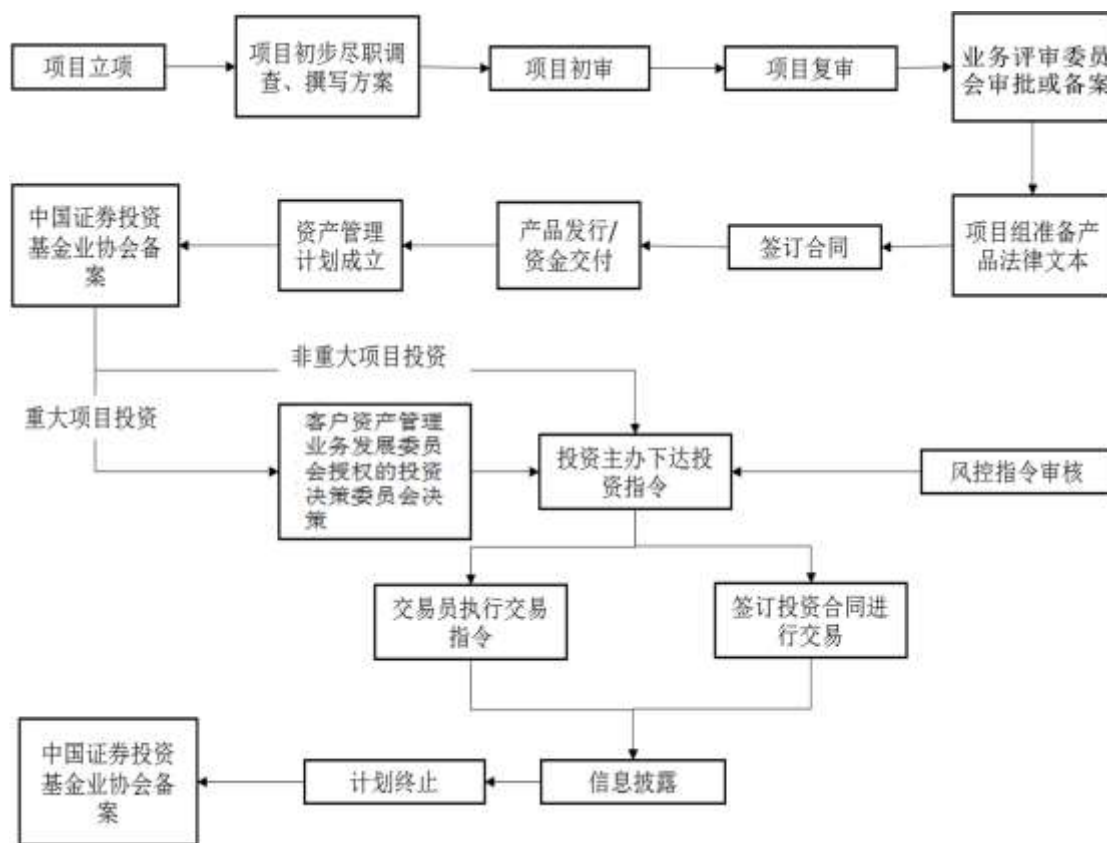 项目立项
项目初步尽职调
查、撰写方案
项目初审
项目复审
业务评审委员
会审批或备案
中国证券投资
基金业协会备
案
资产管理
计划成立
产品发行/
资金交付
签订合同
项目组准备产
品法律文本
非重大项目投资
重大项目投资
客户资产管理
业务发展委员
会授权的投资
决策委员会决
策
投资主办下达投
资指令
风控指令审核
交易员执行交易
指令
签订投资合同进
行交易
中国证券投资
基金业协会备
案
计划终止
信息披露